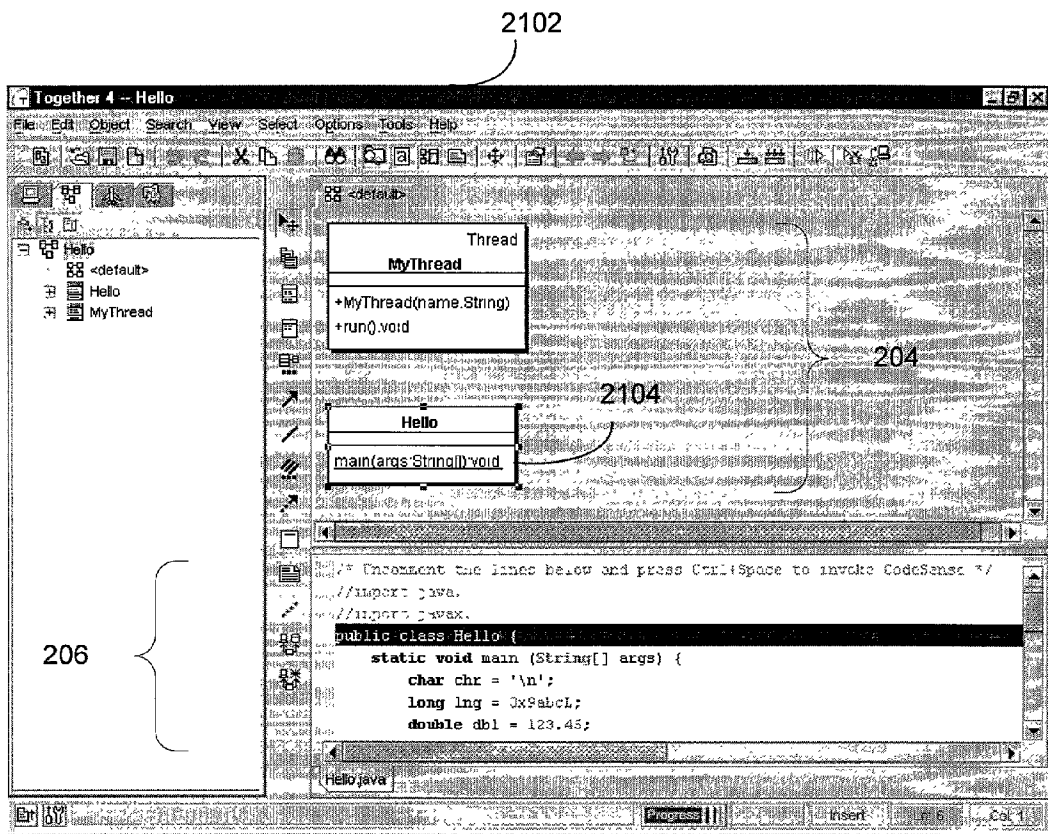 2102
Together 4 -- Hello
File Edit Object Search View Select Options Tools Help
<default>
Hello
<default>
Hello
MyThread
Thread
MyThread
+MyThread(name.String)
+run().void
204
2104
Hello
main(args:String[]):void
206
/* Uncomment the lines below and press Ctrl+Space to invoke CodeSense */
//import java.
//import javax.
public class Hello {
static void main (String[] args) {
char chr = '\n';
long lng = 0x9abcL;
double dbl = 123.45;
Hello.java
Progress
Insert
Col 1